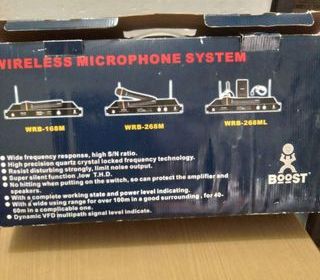 WIRELESS MICROPHONE SYSTEM
WRB-168M
WRB-268M
WRB-268ML
• Wide frequency response, high S/N ratio.
• High precision quartz crystal locked frequency technology.
• Resist disturbing strongly, limit noise output.
• Super silent function ,low T.H.D.
• No hitting when putting on the switch, so can protect the amplifier and
speakers.
• With a complete working state and power level indicating.
• With a wide using range for over 100m in a good surrounding, for 40-
60m in a complicable one.
• Dynamic VFD multipath signal level indicate.
BOOST